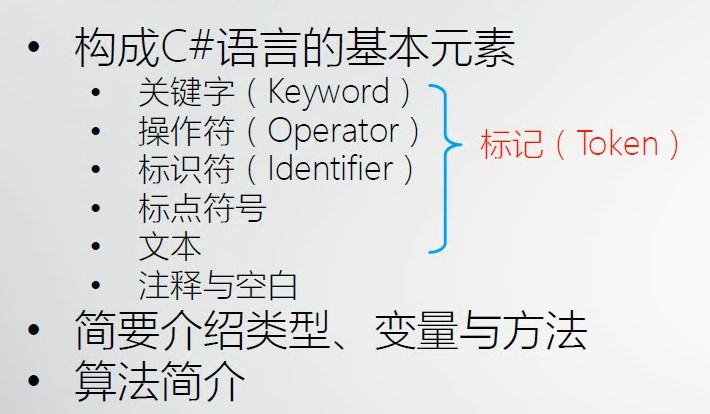 • 构成C#语言的基本元素
• 关键字（Keyword）
• 操作符（Operator）
• 标识符（Identifier）
• 标点符号
• 文本
• 注释与空白
标记（Token）
• 简要介绍类型、变量与方法
• 算法简介